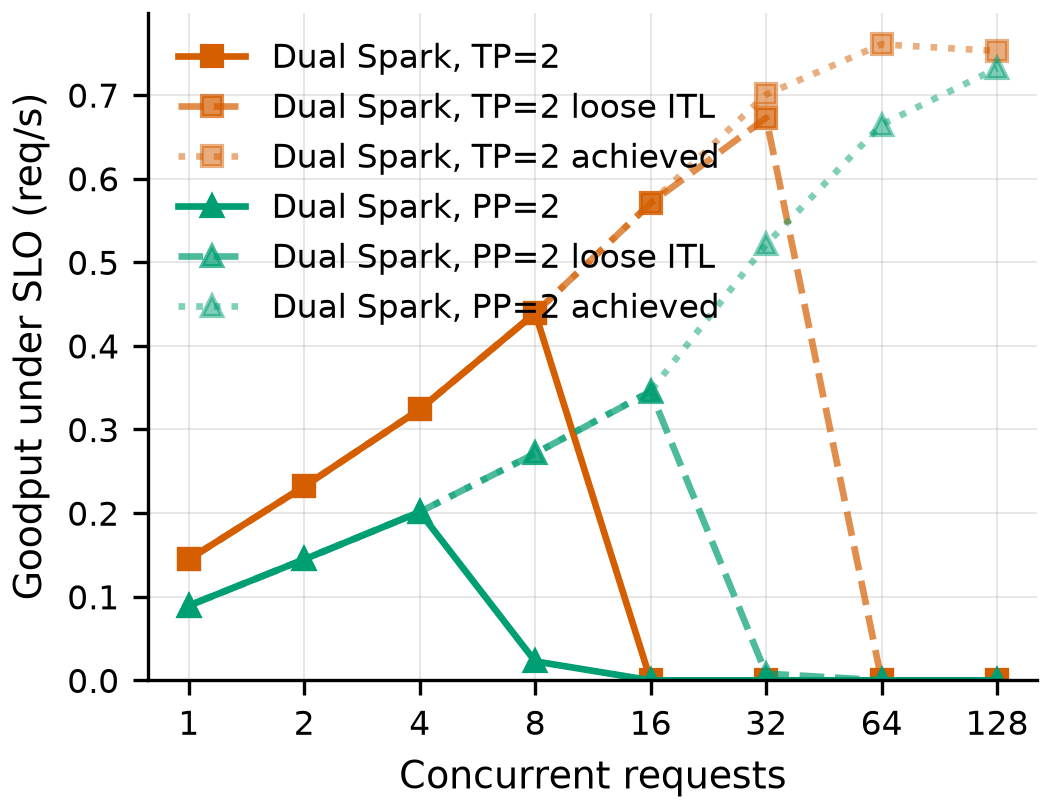 Dual Spark, TP=2
Dual Spark, TP=2 loose ITL
Dual Spark, TP=2 achieved
Dual Spark, PP=2
Dual Spark, PP=2 loose ITL
Dual Spark, PP=2 achieved
Goodput under SLO (req/s)
0.7
0.6
0.5
0.4
0.3
0.2
0.1
0.0
1 2 4 8 16 32 64 128
Concurrent requests